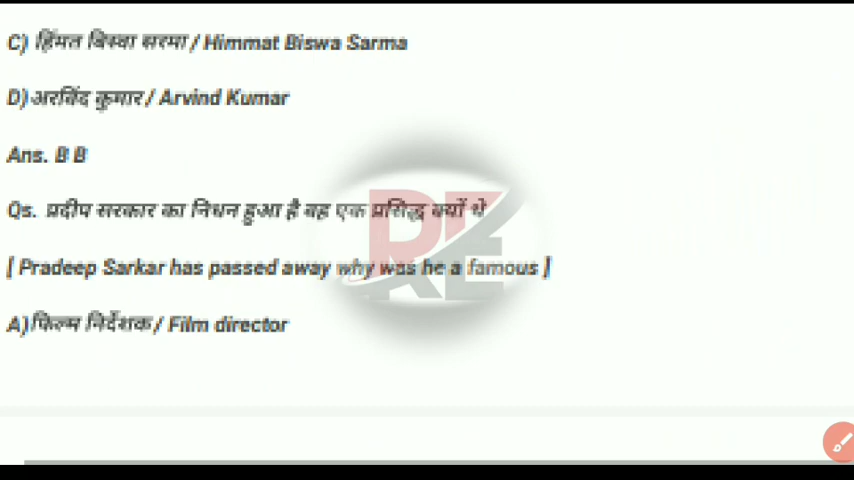 C) हिंमत बिस्वा सरमा / Himmat Biswa Sarma
D)अरविंद कुमार / Arvind Kumar
Ans. B B
Qs. प्रदीप सरकार का निधन हुआ है वह एक प्रसिद्ध क्यों थे
[ Pradeep Sarkar has passed away why was he a famous ]
A)फिल्म निर्देशक / Film director